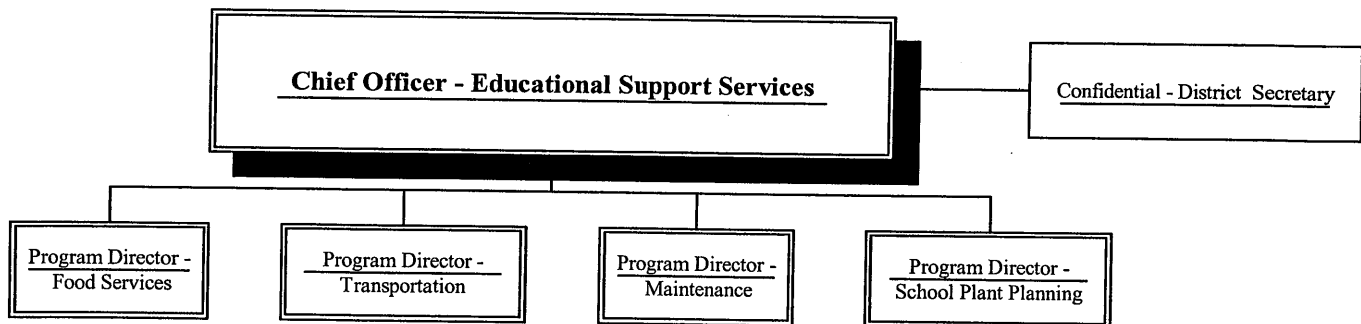 Chief Officer - Educational Support Services
Confidential - District Secretary
Program Director -
Food Services
Program Director -
Transportation
Program Director -
Maintenance
Program Director -
School Plant Planning